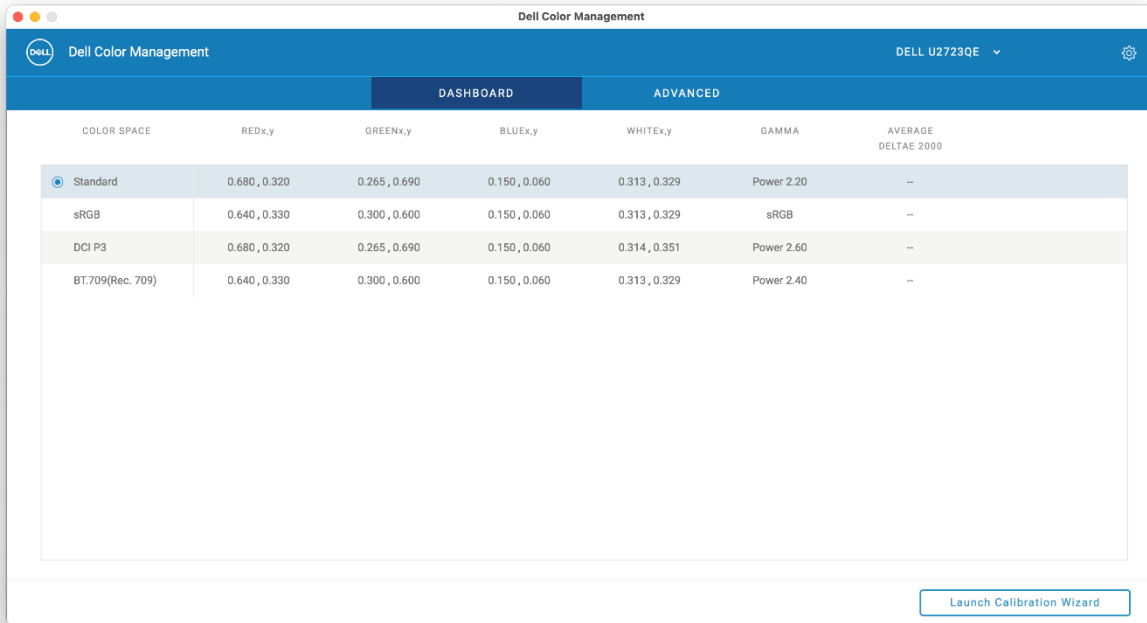 Dell Color Management
DELL Dell Color Management DELL U2723QE
DASHBOARD ADVANCED
COLOR SPACE REDx,y GREENx,y BLUEx,y WHITEx,y GAMMA AVERAGE
DELTAE 2000
Standard 0.680 , 0.320 0.265 , 0.690 0.150 , 0.060 0.313 , 0.329 Power 2.20 --
sRGB 0.640 , 0.330 0.300 , 0.600 0.150 , 0.060 0.313 , 0.329 sRGB --
DCI P3 0.680 , 0.320 0.265 , 0.690 0.150 , 0.060 0.314 , 0.351 Power 2.60 --
BT.709(Rec. 709) 0.640 , 0.330 0.300 , 0.600 0.150 , 0.060 0.313 , 0.329 Power 2.40 --
Launch Calibration Wizard